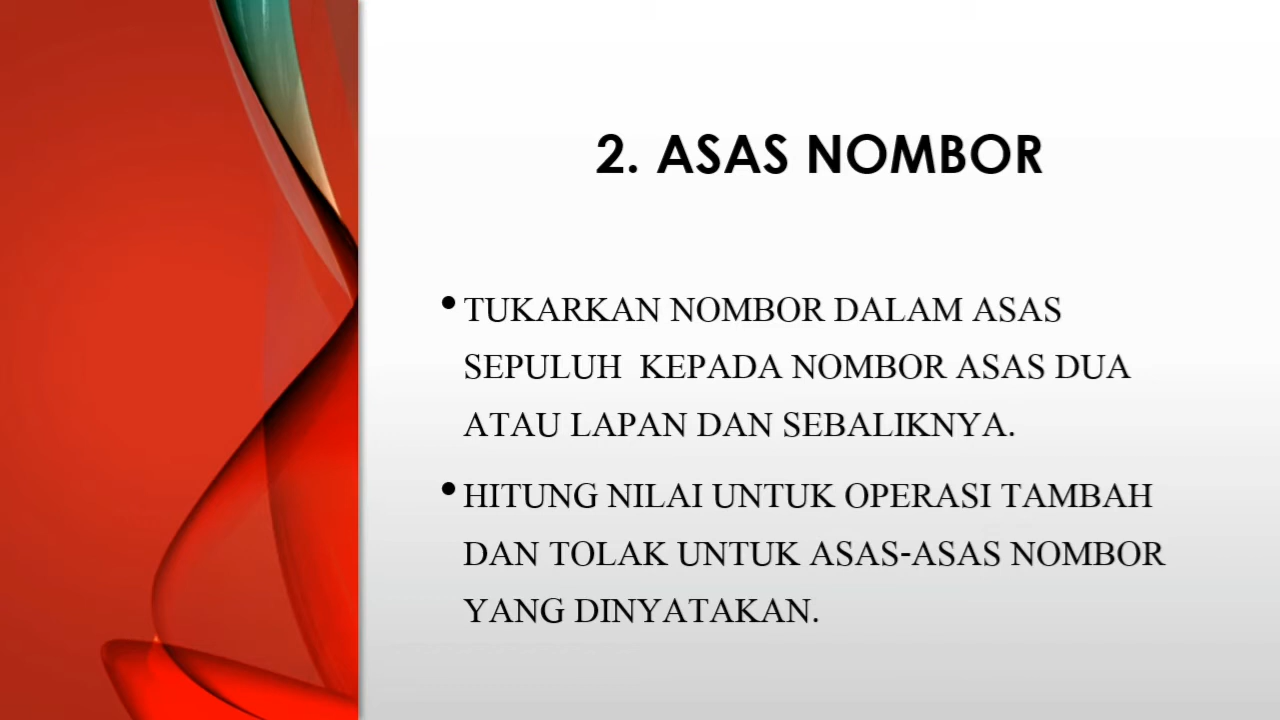 2. ASAS NOMBOR
• TUKARKAN NOMBOR DALAM ASAS
SEPULUH KEPADA NOMBOR ASAS DUA
ATAU LAPAN DAN SEBALIKNYA.
• HITUNG NILAI UNTUK OPERASI TAMBAH
DAN TOLAK UNTUK ASAS-ASAS NOMBOR
YANG DINYATAKAN.